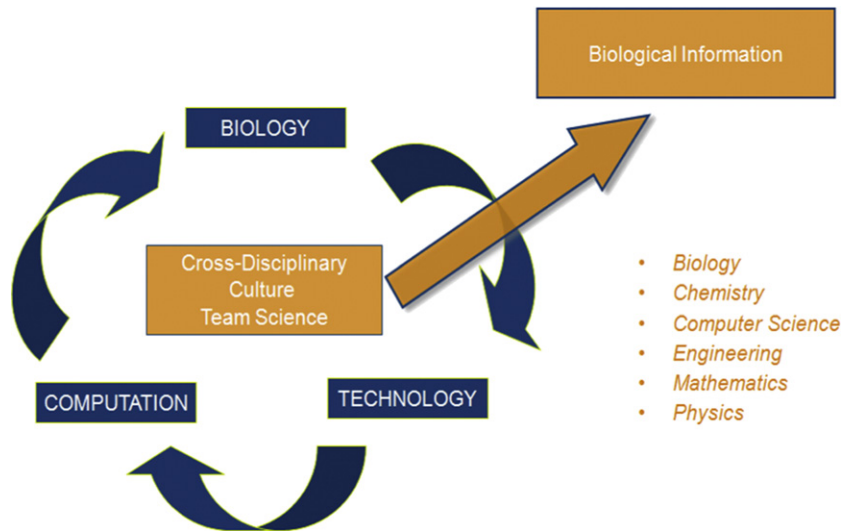 Biological Information
BIOLOGY
Cross-Disciplinary
Culture
Team Science
COMPUTATION
TECHNOLOGY
• Biology
• Chemistry
• Computer Science
• Engineering
• Mathematics
• Physics